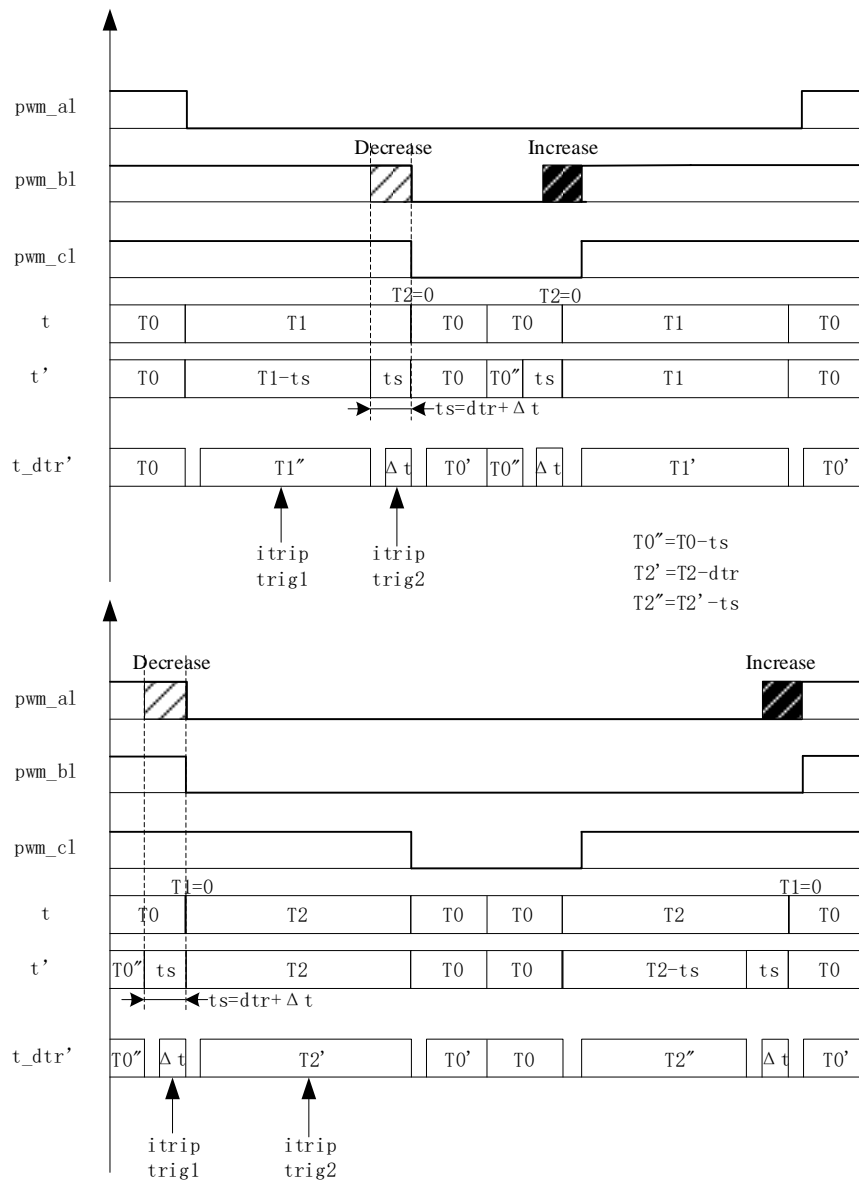 pwm_al
Decrease Increase
pwm_bl
pwm_cl
T2=0 T2=0
t T0 T1 T0 T0 T1 T0
t’ T0 T1-ts ts T0 T0" ts T1 T0
ts=dtr+Δt
t_dtr’ T0 T1" Δt T0' T0" Δt T1' T0'
itrip itrip
trig1 trig2
T0"=T0-ts
T2'=T2-dtr
T2"=T2'-ts
Decrease Increase
pwm_al
pwm_bl
pwm_cl
T1=0 T1=0
t T0 T2 T0 T0 T2 T0
t’ T0" ts T2 T0 T0 T2-ts ts T0
ts=dtr+Δt
t_dtr’ T0" Δt T2' T0' T0 T2" Δt T0'
itrip itrip
trig1 trig2